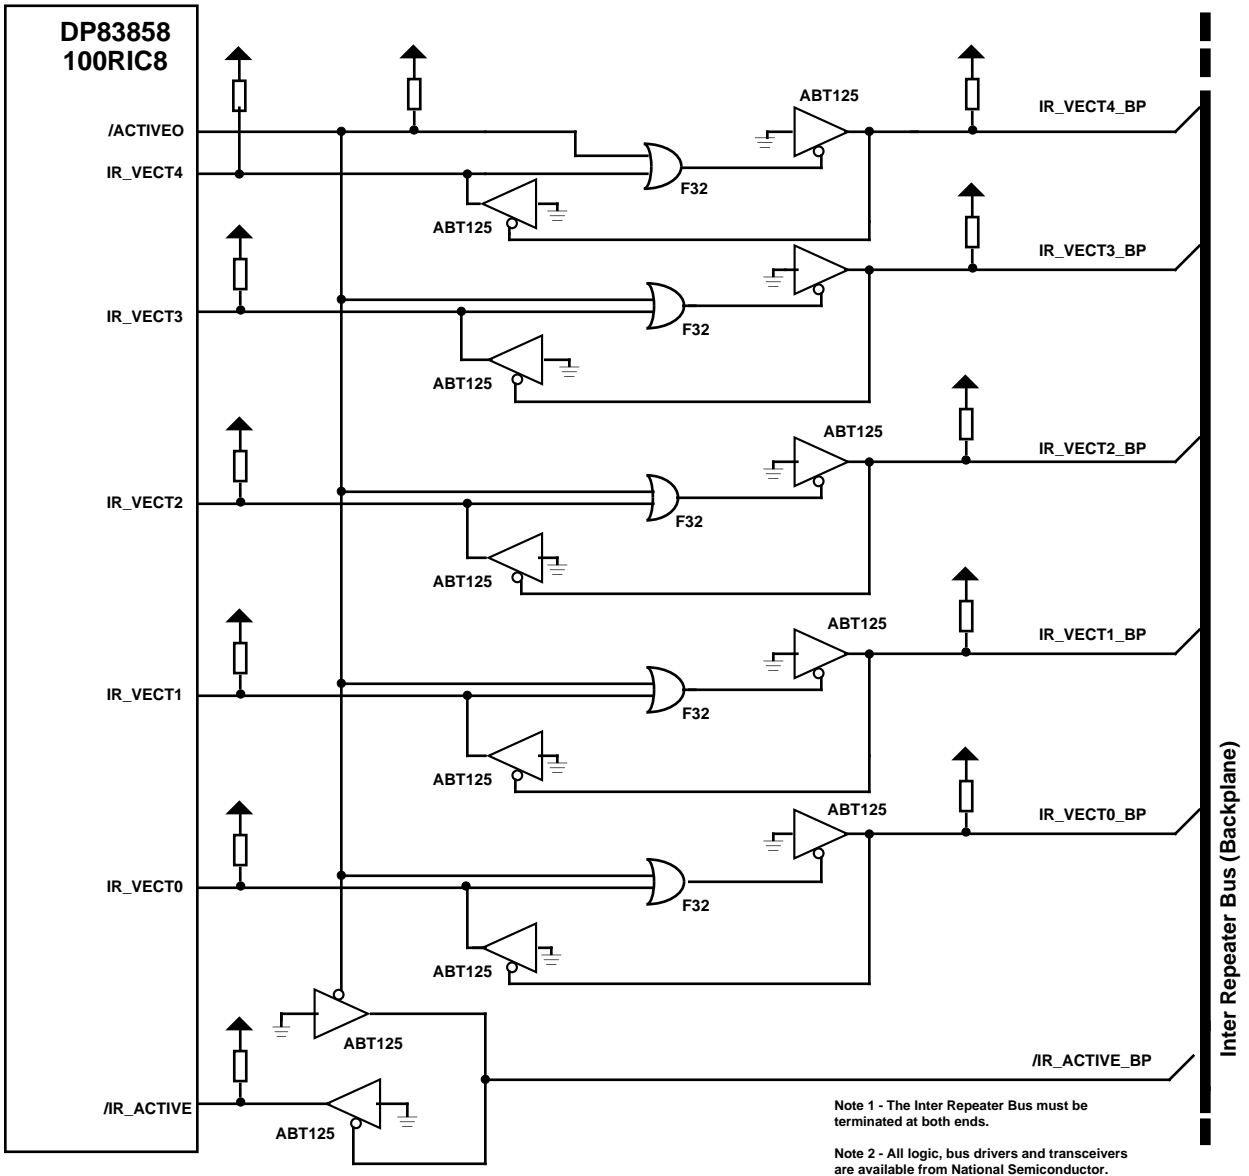 DP83858
100RIC8
ABT125
IR_VECT4_BP
/ACTIVEO
IR_VECT4
F32
ABT125
IR_VECT3_BP
IR_VECT3
F32
ABT125
ABT125
IR_VECT2_BP
IR_VECT2
F32
ABT125
ABT125
IR_VECT1_BP
IR_VECT1
F32
ABT125
ABT125
IR_VECT0_BP
IR_VECT0
F32
ABT125
Inter Repeater Bus (Backplane)
ABT125
/IR_ACTIVE_BP
/IR_ACTIVE
ABT125
Note 1 - The Inter Repeater Bus must be
terminated at both ends.
Note 2 - All logic, bus drivers and transceivers
are available from National Semiconductor.